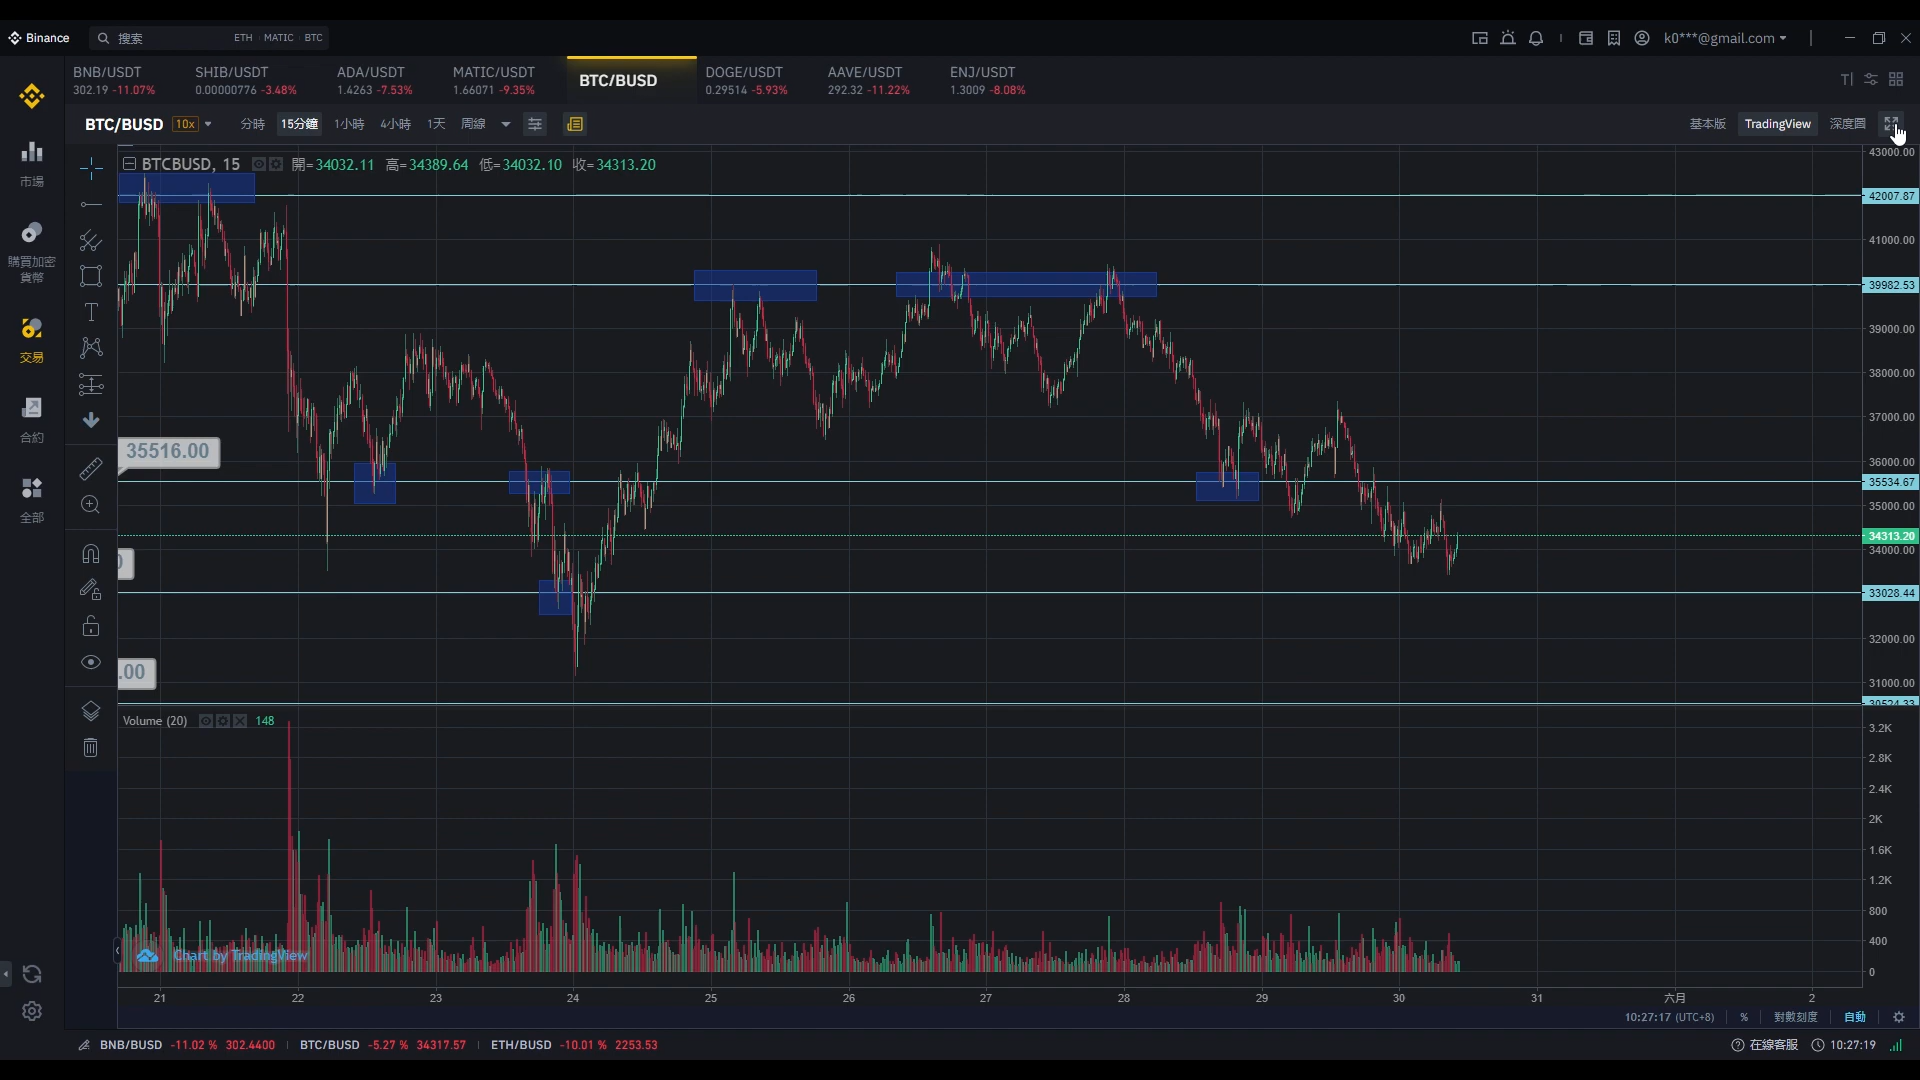 Binance
搜索
ETH
MATIC
BTC
k0***@gmail.com
BNB/USDT
302.19 -11.07%
SHIB/USDT
0.00000776 -3.48%
ADA/USDT
1.4263 -7.53%
MATIC/USDT
1.66071 -9.35%
BTC/BUSD
DOGE/USDT
0.29514 -5.93%
AAVE/USDT
292.32 -11.22%
ENJ/USDT
1.3009 -8.08%
BTC/BUSD 10x
分時
15分鐘
1小時
4小時
1天
周線
基本版
TradingView
深度圖
市場
購買加密
貨幣
交易
合約
全部
BTCBUSD, 15
開=34032.11 高=34389.64 低=34032.10 收=34313.20
35516.00
.00
43000.00
42007.87
41000.00
39982.53
39000.00
38000.00
37000.00
36000.00
35534.67
35000.00
34313.20
34000.00
33028.44
32000.00
31000.00
30524.33
Volume (20)
148
3.2K
2.8K
2.4K
2K
1.6K
1.2K
800
400
0
Chart by TradingView
21 22 23 24 25 26 27 28 29 30 31 六月 2
10:27:17 (UTC+8)
%
對數刻度
自動
BNB/BUSD -11.02 % 302.4400
BTC/BUSD -5.27 % 34317.57
ETH/BUSD -10.01 % 2253.53
在線客服
10:27:19